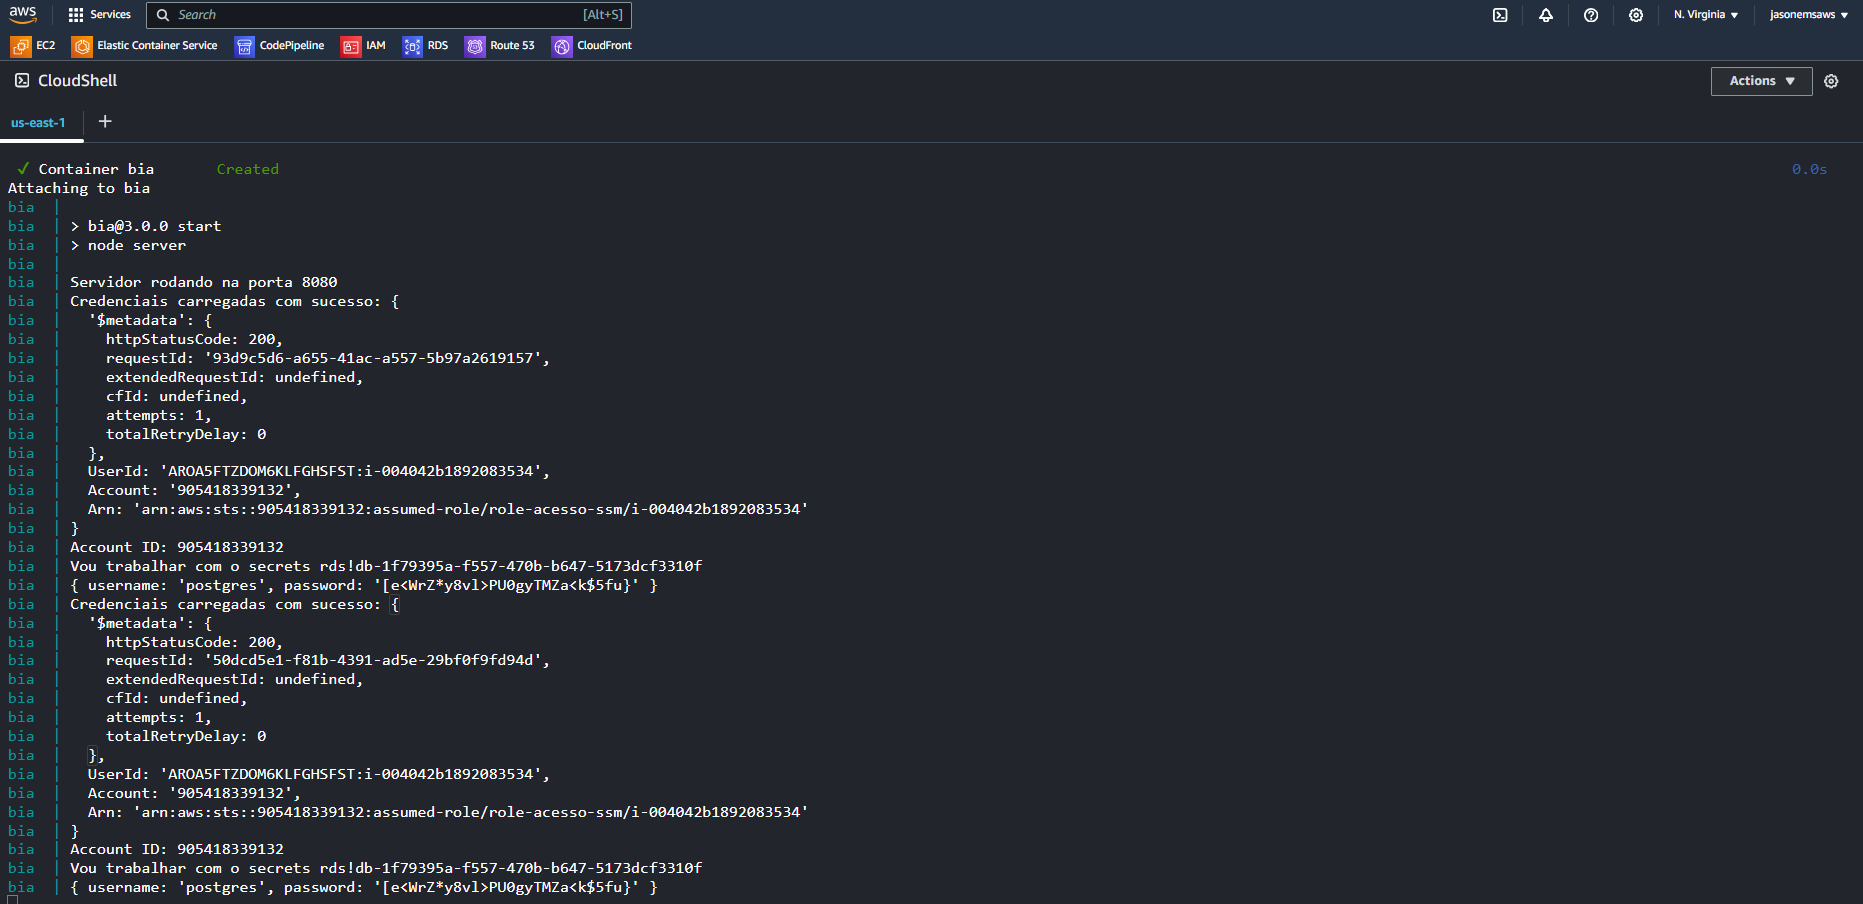 aws
Services
Search
[Alt+S]
N. Virginia
jasonemsaws
EC2
Elastic Container Service
CodePipeline
IAM
RDS
Route 53
CloudFront
CloudShell
Actions
us-east-1
+
✓ Container bia Created 0.0s
Attaching to bia
bia |
bia | > bia@3.0.0 start
bia | > node server
bia |
bia | Servidor rodando na porta 8080
bia | Credenciais carregadas com sucesso: {
bia | '$metadata': {
bia | httpStatusCode: 200,
bia | requestId: '93d9c5d6-a655-41ac-a557-5b97a2619157',
bia | extendedRequestId: undefined,
bia | cfId: undefined,
bia | attempts: 1,
bia | totalRetryDelay: 0
bia | },
bia | UserId: 'AROA5FTZDOM6KLFGHSFST:i-004042b1892083534',
bia | Account: '905418339132',
bia | Arn: 'arn:aws:sts::905418339132:assumed-role/role-acesso-ssm/i-004042b1892083534'
bia | }
bia | Account ID: 905418339132
bia | Vou trabalhar com o secrets rds!db-1f79395a-f557-470b-b647-5173dcf3310f
bia | { username: 'postgres', password: '[e<WrZ*y8vl>PU0gyTMZa<k$5fu}' }
bia | Credenciais carregadas com sucesso: {
bia | '$metadata': {
bia | httpStatusCode: 200,
bia | requestId: '50dcd5e1-f81b-4391-ad5e-29bf0f9fd94d',
bia | extendedRequestId: undefined,
bia | cfId: undefined,
bia | attempts: 1,
bia | totalRetryDelay: 0
bia | },
bia | UserId: 'AROA5FTZDOM6KLFGHSFST:i-004042b1892083534',
bia | Account: '905418339132',
bia | Arn: 'arn:aws:sts::905418339132:assumed-role/role-acesso-ssm/i-004042b1892083534'
bia | }
bia | Account ID: 905418339132
bia | Vou trabalhar com o secrets rds!db-1f79395a-f557-470b-b647-5173dcf3310f
bia | { username: 'postgres', password: '[e<WrZ*y8vl>PU0gyTMZa<k$5fu}' }